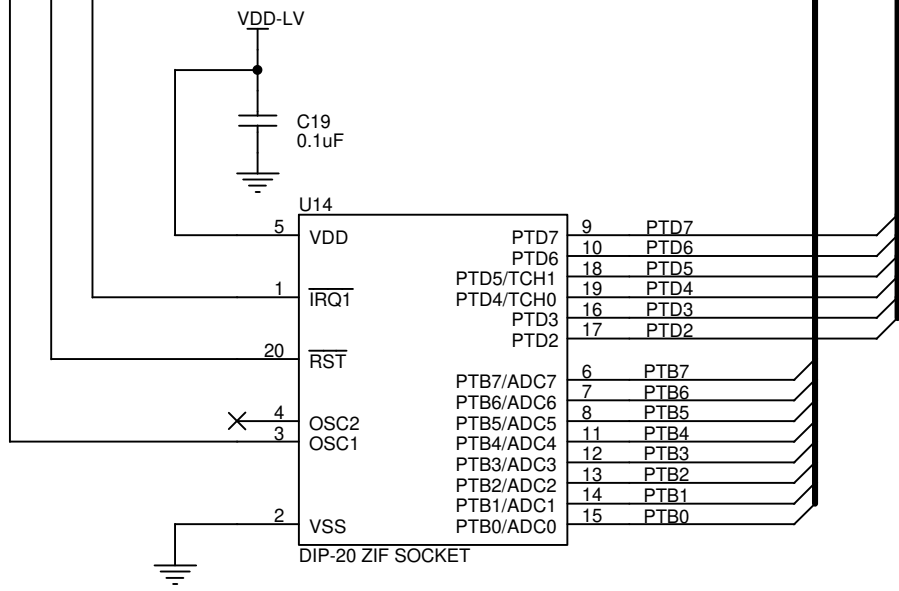 VDD-LV
C19
0.1uF
U14
5 VDD
1 IRQ1
20 RST
4 OSC2
3 OSC1
2 VSS
PTD7 9 PTD7
PTD6 10 PTD6
PTD5/TCH1 18 PTD5
PTD4/TCH0 19 PTD4
PTD3 16 PTD3
PTD2 17 PTD2
PTB7/ADC7 6 PTB7
PTB6/ADC6 7 PTB6
PTB5/ADC5 8 PTB5
PTB4/ADC4 11 PTB4
PTB3/ADC3 12 PTB3
PTB2/ADC2 13 PTB2
PTB1/ADC1 14 PTB1
PTB0/ADC0 15 PTB0
DIP-20 ZIF SOCKET